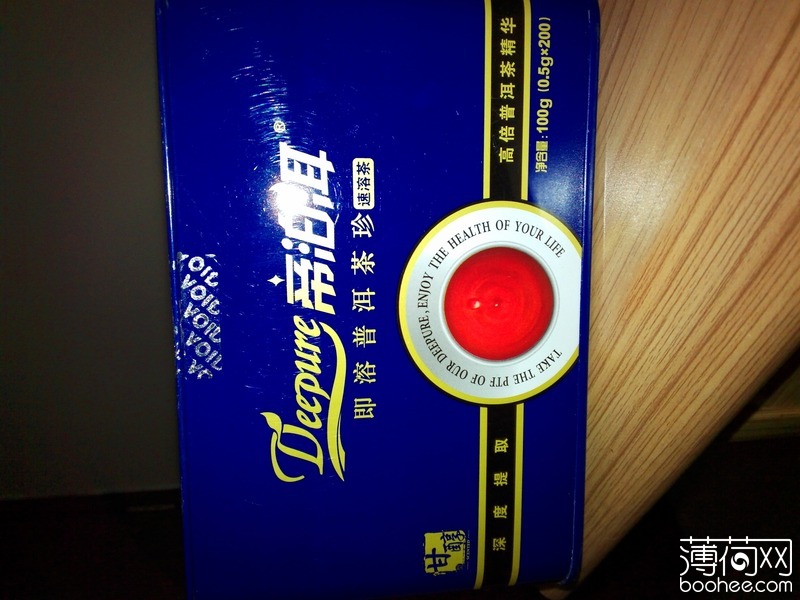 Deepure 帝泊洱®
即溶普洱茶珍 速溶茶
TAKE THE PTF OF OUR DEEPURE, ENJOY THE HEALTH OF YOUR LIFE
深度提取
高倍普洱茶精华
净含量:100g (0.5g×200)
甘醇
薄荷网
boohee.com